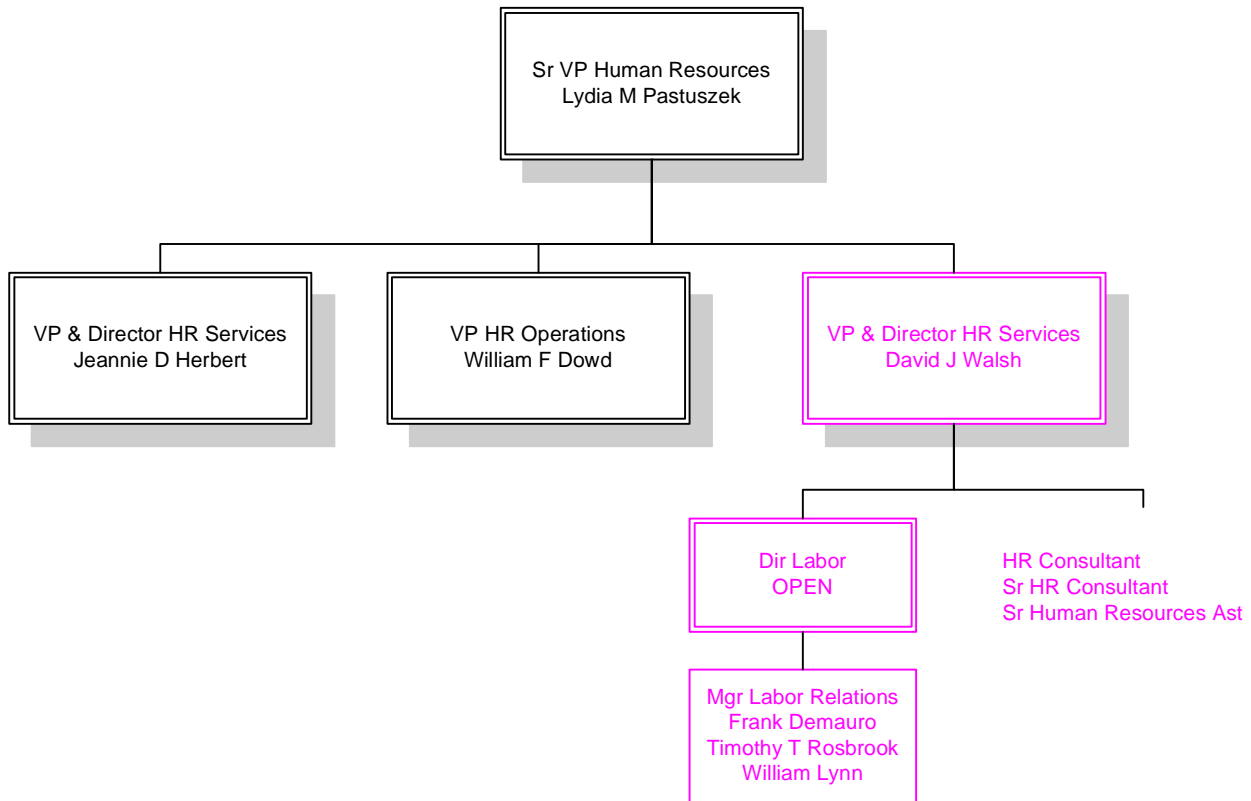 Sr VP Human Resources
Lydia M Pastuszek
VP & Director HR Services
Jeannie D Herbert
VP HR Operations
William F Dowd
VP & Director HR Services
David J Walsh
Dir Labor
OPEN
HR Consultant
Sr HR Consultant
Sr Human Resources Ast
Mgr Labor Relations
Frank Demauro
Timothy T Rosbrook
William Lynn